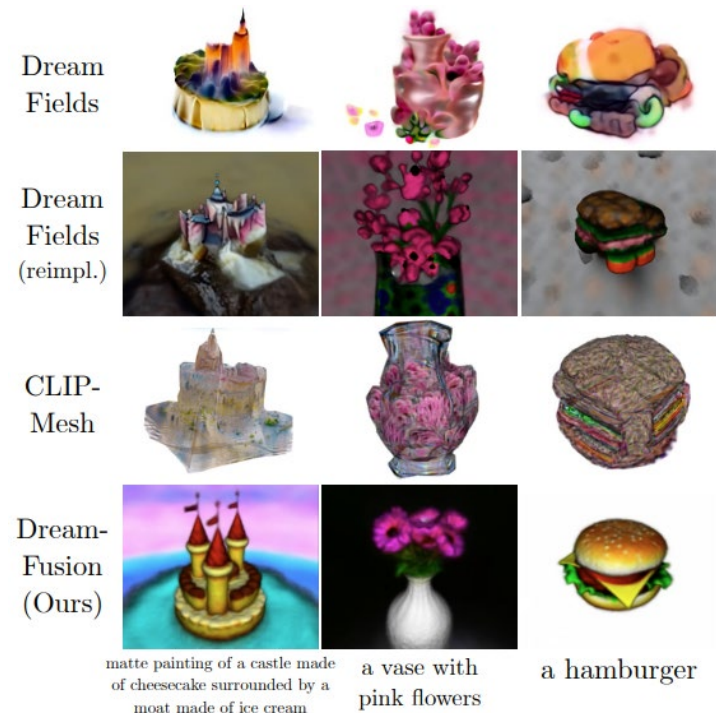 Dream
Fields
Dream
Fields
(reimpl.)
CLIP-
Mesh
Dream-
Fusion
(Ours)
matte painting of a castle made
of cheesecake surrounded by a
moat made of ice cream
a vase with
pink flowers
a hamburger